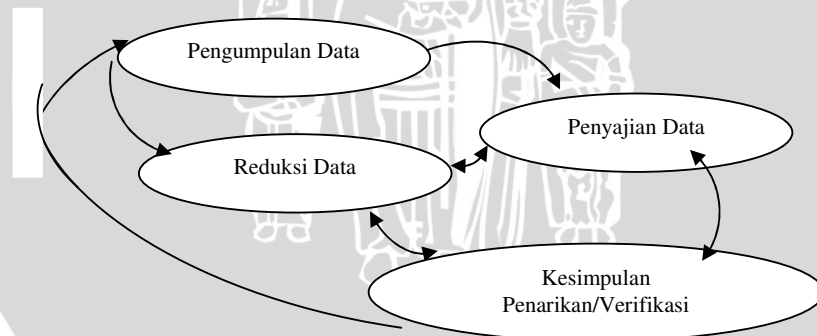 Pengumpulan Data
Penyajian Data
Reduksi Data
Kesimpulan
Penarikan/Verifikasi